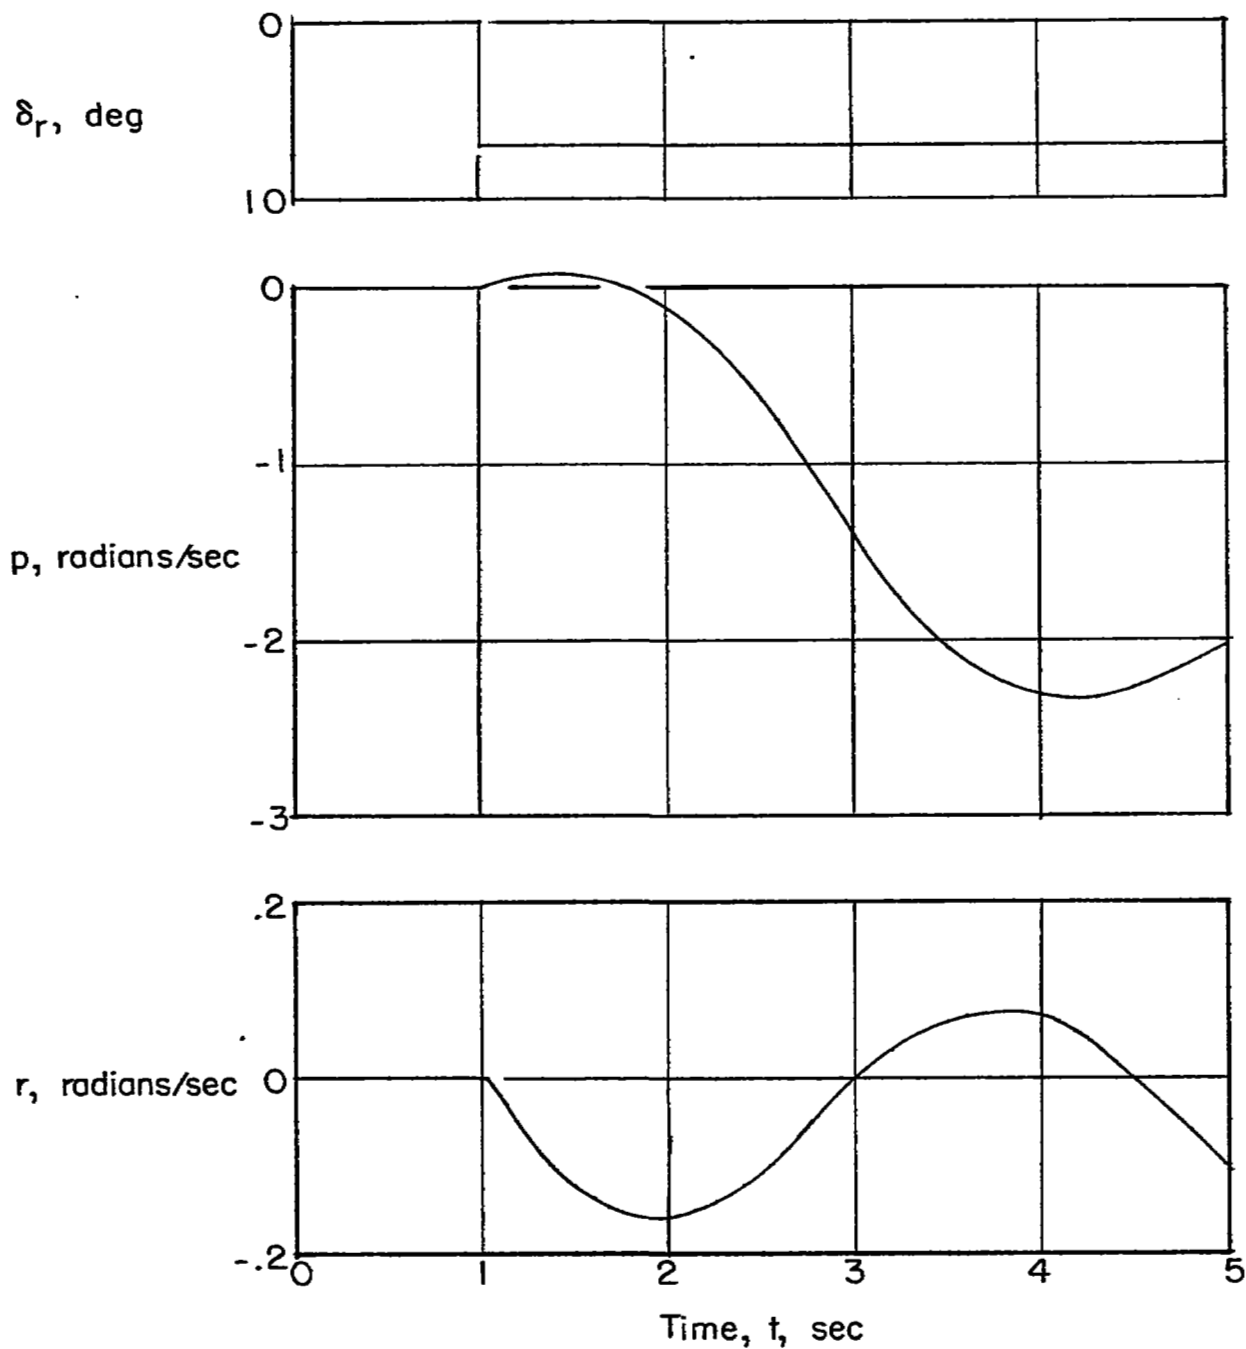 0
δr, deg
10
0
-1
p, radians/sec
-2
-3
.2
r, radians/sec 0
-.2
0 1 2 3 4 5
Time, t, sec